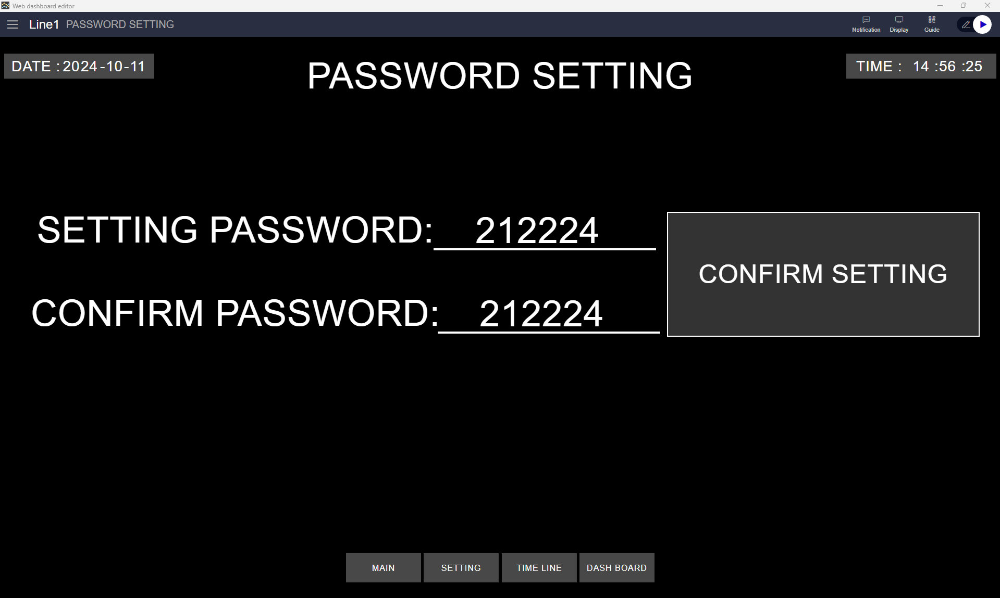 Web dashboard editor
Line1 PASSWORD SETTING
Notification Display Guide
DATE :2024-10-11
PASSWORD SETTING
TIME : 14 :56 :25
SETTING PASSWORD: 212224
CONFIRM PASSWORD: 212224
CONFIRM SETTING
MAIN SETTING TIME LINE DASH BOARD